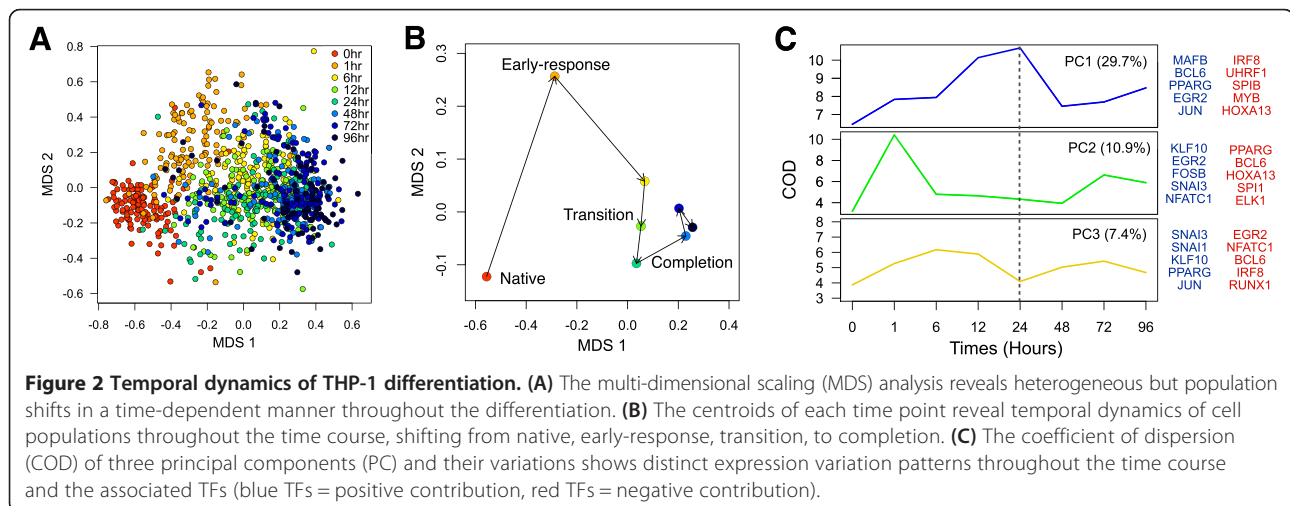 A
0.8
0.6
0.4
0.2
0.0
-0.2
-0.4
-0.6
MDS 2
-0.8 -0.6 -0.4 -0.2 0.0 0.2 0.4 0.6
MDS 1
0hr
1hr
6hr
12hr
24hr
48hr
72hr
96hr
B
0.3
0.2
0.1
0.0
-0.1
MDS 2
Early-response
Transition
Completion
Native
-0.6 -0.4 -0.2 0.0 0.2 0.4
MDS 1
C
COD
10
9
8
7
PC1 (29.7%)
MAFB IRF8
BCL6 UHRF1
PPARG SPIB
EGR2 MYB
JUN HOXA13
10
8
6
4
PC2 (10.9%)
KLF10 PPARG
EGR2 BCL6
FOSB HOXA13
SNAI3 SPI1
NFATC1 ELK1
8
7
6
5
4
3
PC3 (7.4%)
SNAI3 EGR2
SNAI1 NFATC1
KLF10 BCL6
PPARG IRF8
JUN RUNX1
0 1 6 12 24 48 72 96
Times (Hours)
Figure 2 Temporal dynamics of THP-1 differentiation. (A) The multi-dimensional scaling (MDS) analysis reveals heterogeneous but population
shifts in a time-dependent manner throughout the differentiation. (B) The centroids of each time point reveal temporal dynamics of cell
populations throughout the time course, shifting from native, early-response, transition, to completion. (C) The coefficient of dispersion
(COD) of three principal components (PC) and their variations shows distinct expression variation patterns throughout the time course
and the associated TFs (blue TFs = positive contribution, red TFs = negative contribution).